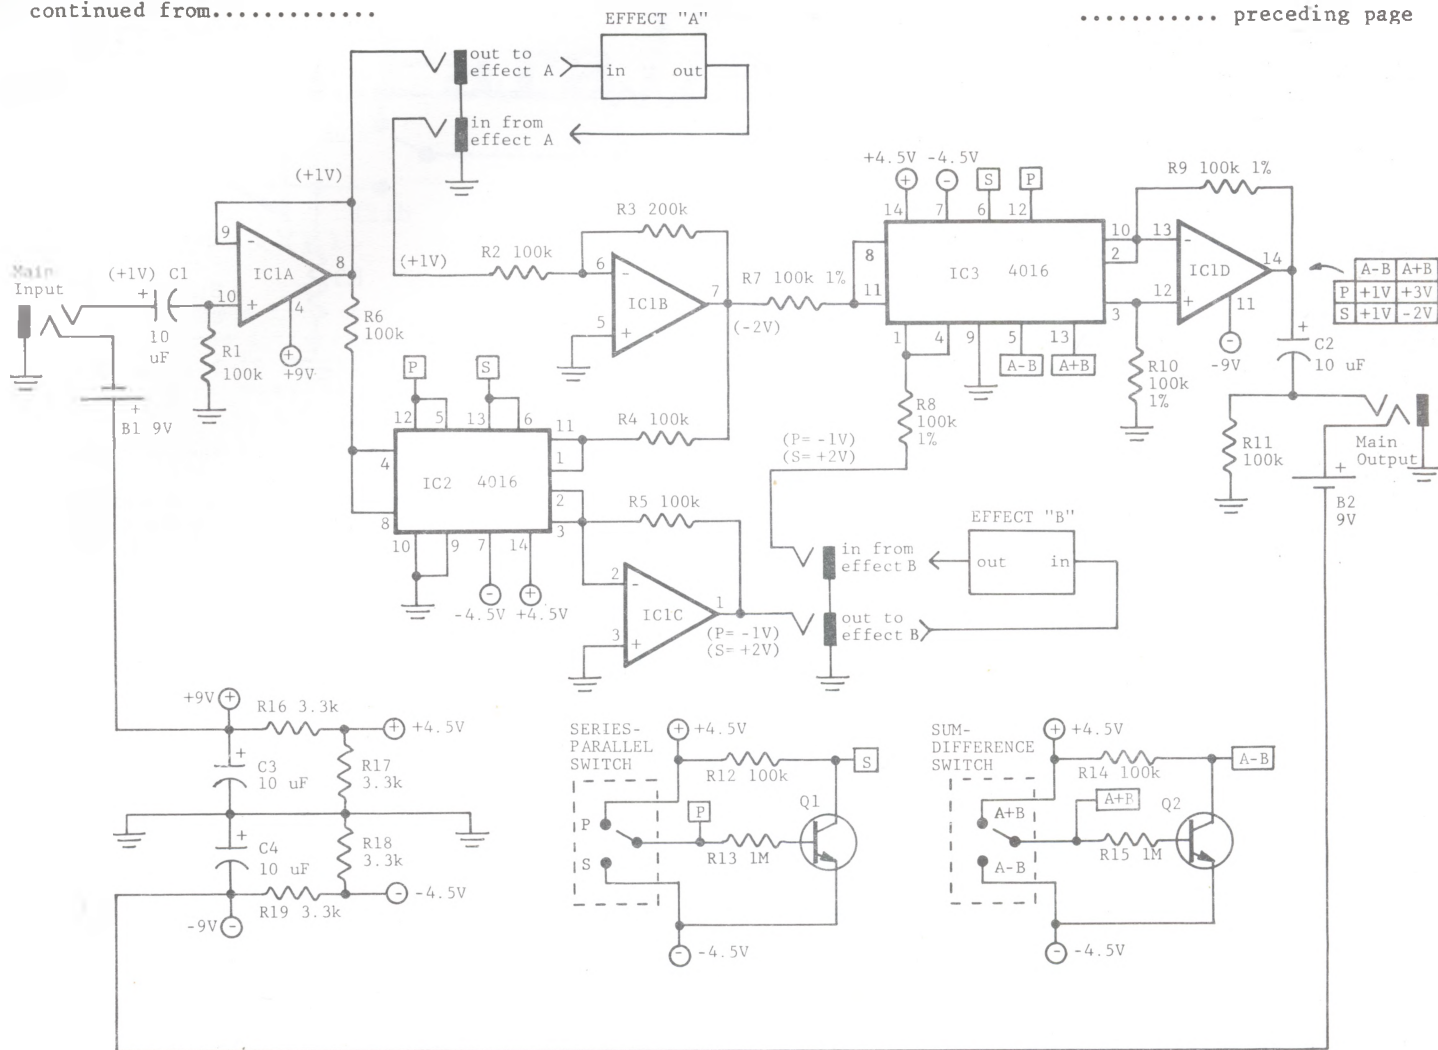 continued from.............
........... preceding page
EFFECT "A"
out to
effect A
in
out
in from
effect A
(+1V)
+4.5V
-4.5V
S
P
14
7
6
12
R9 100k 1%
R3 200k
R2 100k
(+1V)
9
-
IC1A
8
10
+
4
+9V
Main
Input
(+1V)
C1
+
10
uF
R1
100k
R6
100k
6
-
IC1B
7
5
+
(-2V)
R7 100k 1%
8
11
IC3 4016
10
2
3
13
-
12
+
IC1D
14
11
-9V
1
4
9
5
13
A-B
A+B
A-B
A+B
P
+1V
+3V
S
+1V
-2V
+
C2
10 uF
R10
100k
1%
R8
100k
1%
+
B1 9V
P
S
12
5
13
6
11
1
2
3
4
8
IC2 4016
10
9
7
14
-4.5V +4.5V
R4 100k
R5 100k
(P= -1V)
(S= +2V)
R11
100k
Main
Output
+
B2
9V
2
-
IC1C
1
3
+
(P= -1V)
(S= +2V)
EFFECT "B"
in from
effect B
out
in
out to
effect B
+9V
R16 3.3k
+4.5V
+
C3
10 uF
R17
3.3k
+
C4
10 uF
R18
3.3k
R19 3.3k
-9V
-4.5V
SERIES-
PARALLEL
SWITCH
+4.5V
R12 100k
S
P
P
S
R13 1M
Q1
-4.5V
SUM-
DIFFERENCE
SWITCH
+4.5V
R14 100k
A-B
A+B
A+B
A-B
R15 1M
Q2
-4.5V